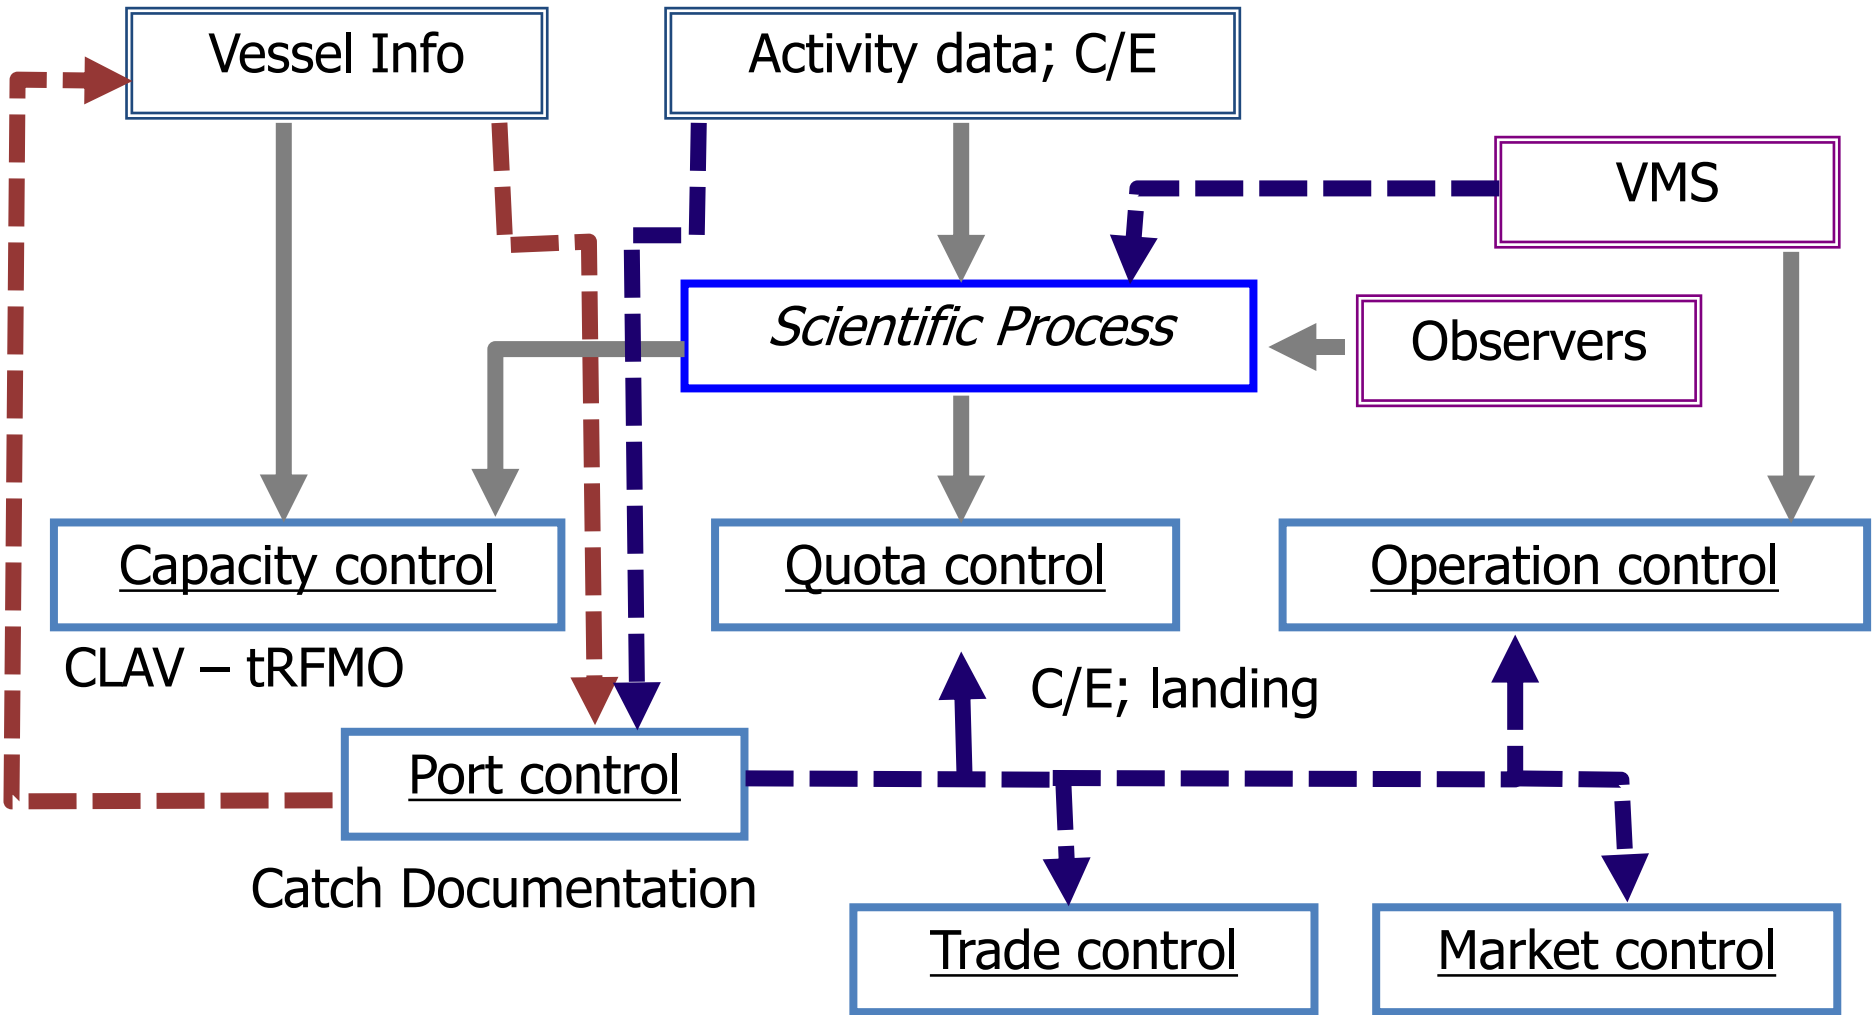 Vessel Info
Activity data; C/E
VMS
Scientific Process
Observers
Capacity control
Quota control
Operation control
CLAV – tRFMO
C/E; landing
Port control
Catch Documentation
Trade control
Market control